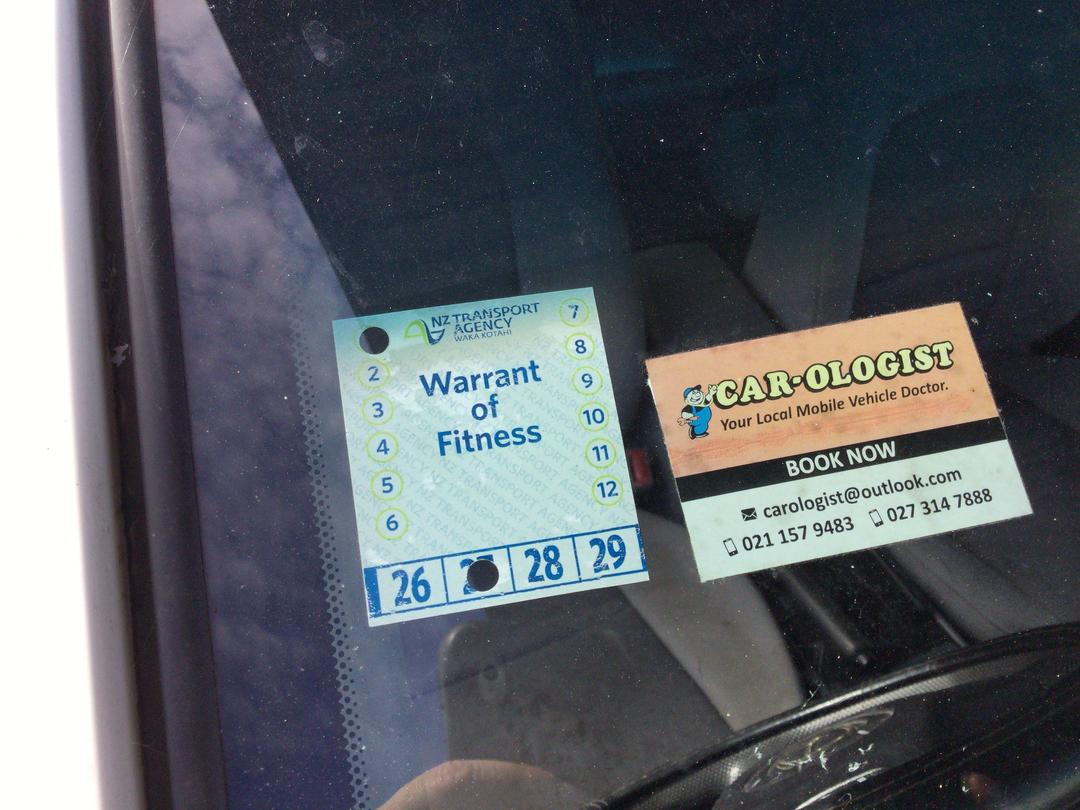 NZ TRANSPORT
AGENCY
WAKA KOTAHI
Warrant
of
Fitness
2
3
4
5
6
7
8
9
10
11
12
26 28 29
CAR-OLOGIST
Your Local Mobile Vehicle Doctor.
BOOK NOW
carologist@outlook.com
021 157 9483 027 314 7888